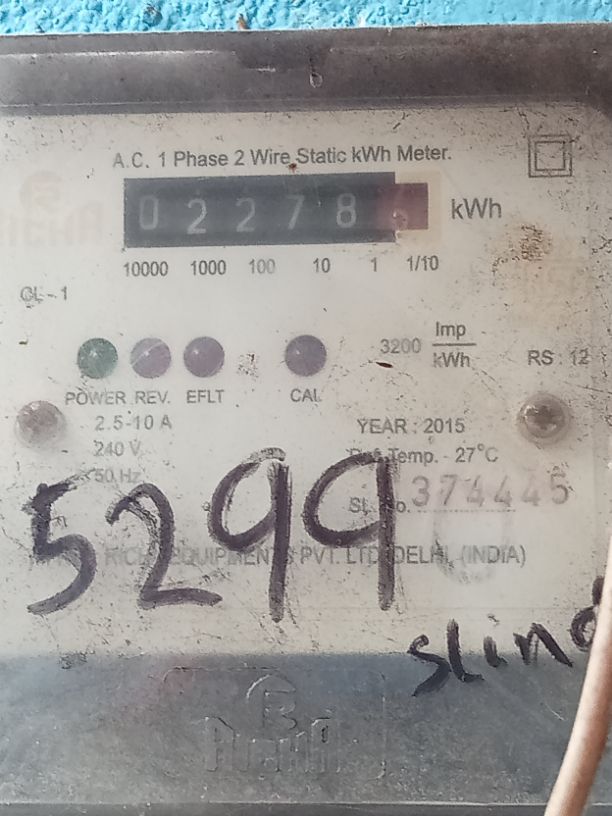 A.C. 1 Phase 2 Wire Static kWh Meter.
0 2 2 7 8 kWh
10000 1000 100 10 1 1/10
CL - 1
3200 Imp/kWh
RS : 12
POWER REV. EFLT CAL
2.5-10 A
240 V
50 Hz
YEAR : 2015
Ref. Temp. - 27°C
SL. No. 374445
5299
EQUIPMENTS PVT. LTD. DELHI, (INDIA)